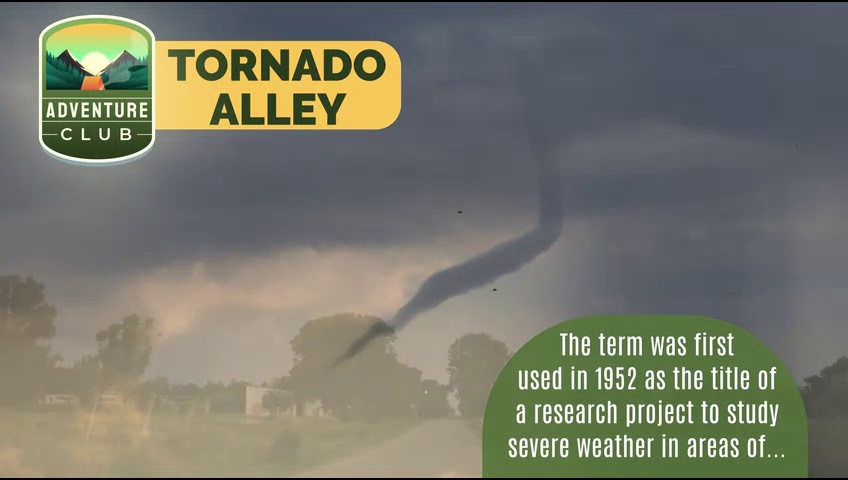 TORNADO
ALLEY
ADVENTURE
CLUB
The term was first
used in 1952 as the title of
a research project to study
severe weather in areas of...